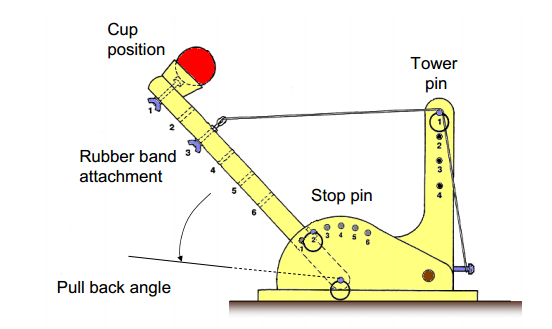 Cup
position
Tower
pin
1
2
3
4
5
6
Rubber band
attachment
1
2
3
4
Stop pin
1
2
3
4
5
6
Pull back angle